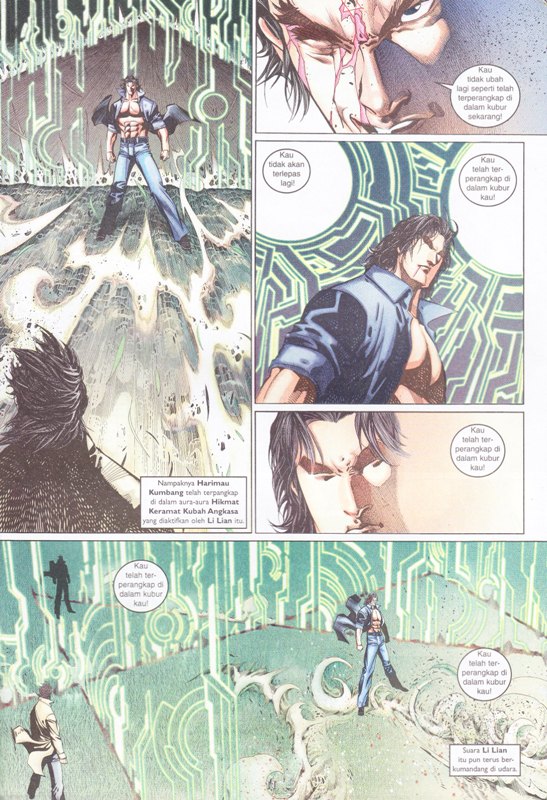 Kau
tidak ubah
lagi seperti telah
terperangkap di
dalam kubur
sekarang!
Kau
tidak akan
terlepas
lagi!
Kau
telah ter-
perangkap di
dalam kubur
kau!
Kau
telah ter-
perangkap di
dalam kubur
kau!
Nampaknya Harimau
Kumbang telah terpangkap
di dalam aura-aura Hikmat
Keramat Kubah Angkasa
yang diaktifkan oleh Li Lian itu.
Kau
telah ter-
perangkap di
dalam kubur
kau!
Kau
telah ter-
perangkap di
dalam kubur
kau!
Suara Li Lian
itu pun terus ber-
kumandang di udara.